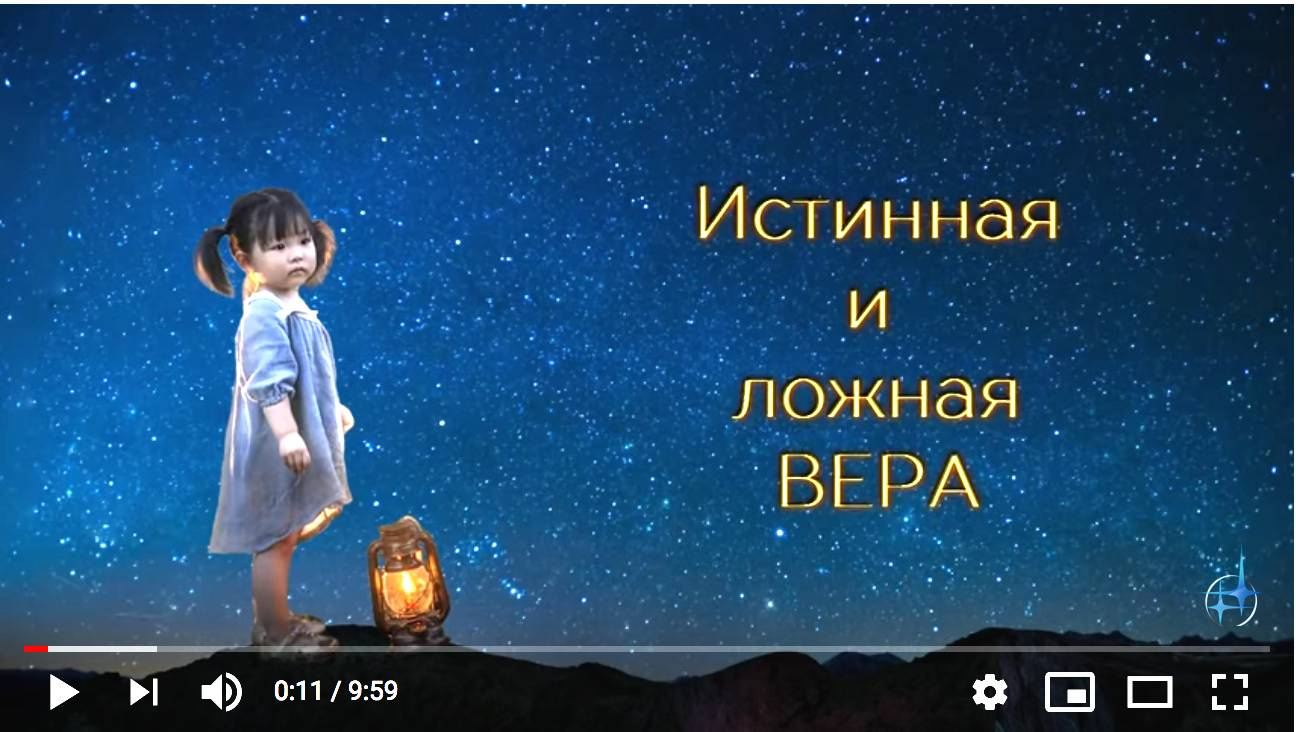 Истинная
и
ложная
ВЕРА
0:11 / 9:59